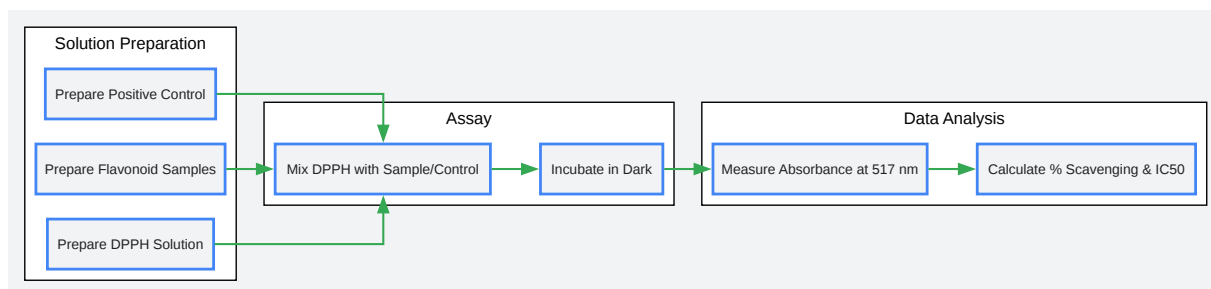 Solution Preparation
Prepare Positive Control
Prepare Flavonoid Samples
Prepare DPPH Solution
Assay
Mix DPPH with Sample/Control
Incubate in Dark
Data Analysis
Measure Absorbance at 517 nm
Calculate % Scavenging & IC50